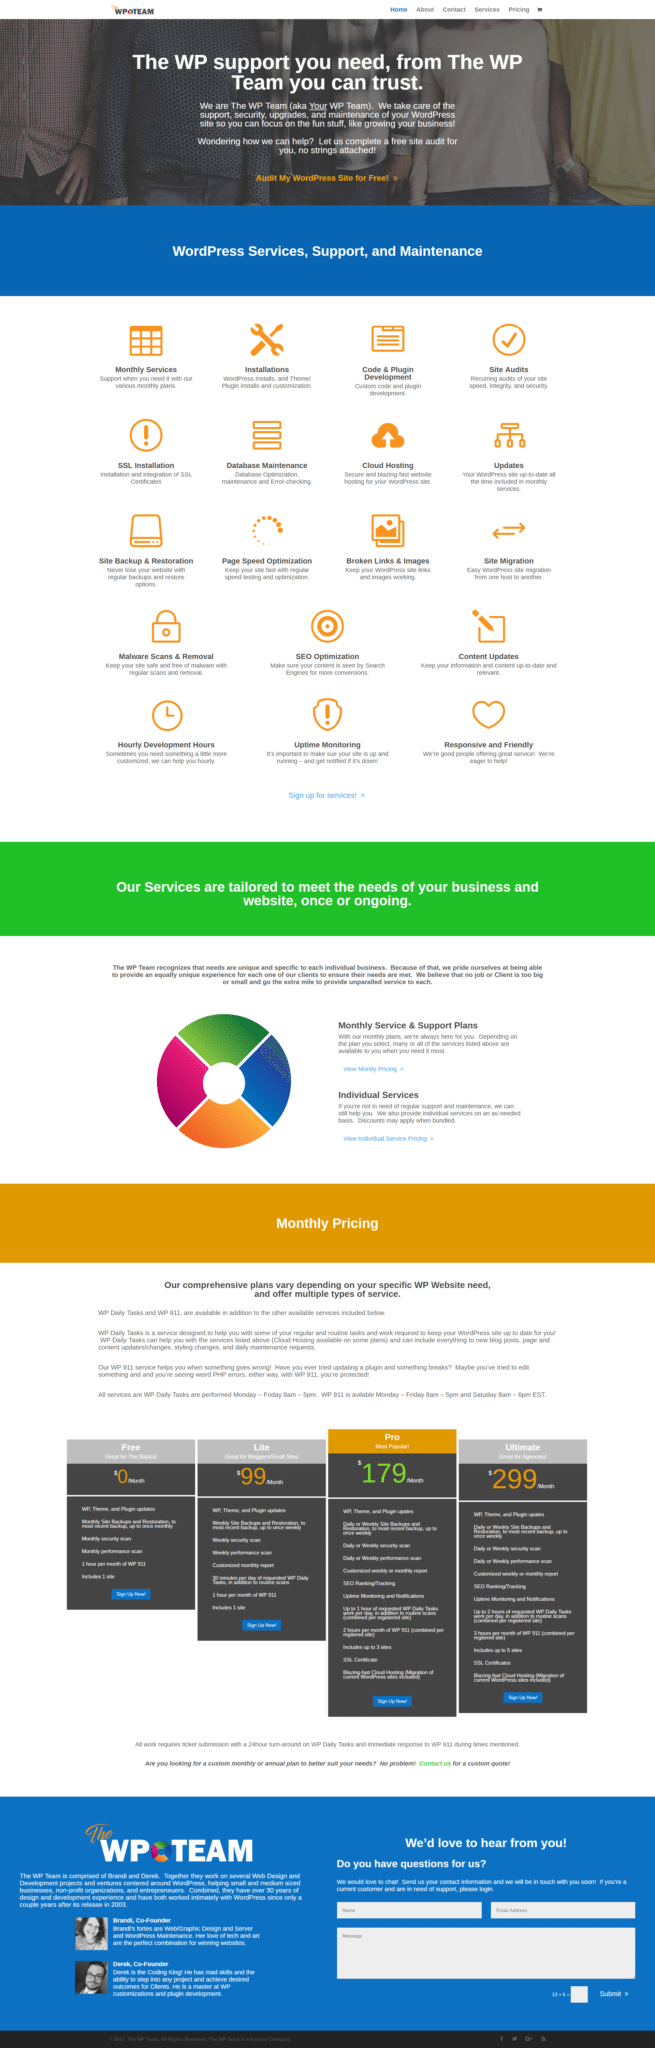 The
WP TEAM
Home About Contact Services Pricing
The WP support you need, from The WP
Team you can trust.
We are The WP Team (aka Your WP Team). We take care of the
support, security, upgrades, and maintenance of your WordPress
site so you can focus on the fun stuff, like growing your business!
Wondering how we can help? Let us complete a free site audit for
you, no strings attached!
Audit My WordPress Site for Free! »
WordPress Services, Support, and Maintenance
Monthly Services
Support when you need it with our
various monthly plans.
Installations
WordPress Installs, and Theme/
Plugin installs and customization.
Code & Plugin
Development
Custom code and plugin
development.
Site Audits
Recurring audits of your site
speed, integrity, and security.
SSL Installation
Installation and integration of SSL
Certificates
Database Maintenance
Database Optimization,
maintenance and Error-checking.
Cloud Hosting
Secure and blazing-fast website
hosting for your WordPress site.
Updates
Your WordPress site up-to-date all
the time included in monthly
services.
Site Backup & Restoration
Never lose your website with
regular backups and restore
options.
Page Speed Optimization
Keep your site fast with regular
speed testing and optimization.
Broken Links & Images
Keep your WordPress site links
and images working.
Site Migration
Easy WordPress site migration
from one host to another.
Malware Scans & Removal
Keep your site safe and free of malware with
regular scans and removal.
SEO Optimization
Make sure your content is seen by Search
Engines for more conversions.
Content Updates
Keep your information and content up-to-date and
relevant.
Hourly Development Hours
Sometimes you need something a little more
customized, we can help you hourly.
Uptime Monitoring
It's important to make sue your site is up and
running – and get notified if it's down!
Responsive and Friendly
We're good people offering great service! We're
eager to help!
Sign up for services! »
Our Services are tailored to meet the needs of your business and
website, once or ongoing.
The WP Team recognizes that needs are unique and specific to each individual business. Because of that, we pride ourselves at being able
to provide an equally unique experience for each one of our clients to ensure their needs are met. We believe that no job or Client is too big
or small and go the extra mile to provide unparalled service to each.
Monthly Service & Support Plans
With our monthly plans, we're always here for you. Depending on
the plan you select, many or all of the services listed above are
available to you when you need it most.
View Montly Pricing »
Individual Services
If you're not in need of regular support and maintenance, we can
still help you. We also provide individual services on an as-needed
basis. Discounts may apply when bundled.
View Individual Service Pricing »
Monthly Pricing
Our comprehensive plans vary depending on your specific WP Website need,
and offer multiple types of service.
WP Daily Tasks and WP 911, are available in addition to the other available services included below.
WP Daily Tasks is a service designed to help you with some of your regular and routine tasks and work required to keep your WordPress site up to date for you!
WP Daily Tasks can help you with the services listed above (Cloud Hosting available on some plans) and can include everything to new blog posts, page and
content updates/changes, styling changes, and daily maintenance requests.
Our WP 911 service helps you when something goes wrong! Have you ever tried updating a plugin and something breaks? Maybe you've tried to edit
something and and you're seeing weird PHP errors, either way, with WP 911, you're protected!
All services are WP Daily Tasks are performed Monday – Friday 8am – 5pm. WP 911 is avilable Monday – Friday 8am – 5pm and Satuday 8am – 6pm EST.
Free
Great for The Basics!
$0/Month
WP, Theme, and Plugin updates
Monthly Site Backups and Restoration, to
most recent backup, up to once monthly
Monthly security scan
Monthly performance scan
1 hour per month of WP 911
Includes 1 site
Sign Up Now!
Lite
Great for Bloggers/Small Sites
$99/Month
WP, Theme, and Plugin updates
Weekly Site Backups and Restoration, to
most recent backup, up to once weekly
Weekly security scan
Weekly performance scan
Customized monthly report
30 minutes per day of requested WP Daily
Tasks, in addition to routine scans
1 hour per month of WP 911
Includes 1 site
Sign Up Now!
Pro
Most Popular!
$179/Month
WP, Theme, and Plugin upates
Daily or Weekly Site Backups and
Restoration, to most recent backup, up to
once weekly
Daily or Weekly security scan
Daily or Weekly performance scan
Customized weekly or monthly report
SEO Ranking/Tracking
Uptime Monitoring and Notifications
Up to 1 hour of requested WP Daily Tasks
work per day, in addition to routine scans
(combined per registered site)
2 hours per month of WP 911 (combined per
registered site)
Includes up to 3 sites
SSL Certificate
Blazing-fast Cloud Hosting (Migration of
current WordPress sites included)
Sign Up Now!
Ultimate
Great for Agencies!
$299/Month
WP, Theme, and Plugin upates
Daily or Weekly Site Backups and
Restoration, to most recent backup, up to
once weekly
Daily or Weekly security scan
Daily or Weekly performance scan
Customized weekly or monthly report
SEO Ranking/Tracking
Uptime Monitoring and Notifications
Up to 2 hours of requested WP Daily Tasks
work per day, in addition to routine scans
(combined per registered site)
3 hours per month of WP 911 (combined per
registered site)
Includes up to 5 sites
SSL Certificates
Blazing-fast Cloud Hosting (Migration of
current WordPress sites included)
Sign Up Now!
All work requires ticket submission with a 24hour turn-around on WP Daily Tasks and immediate response to WP 911 during times mentioned.
Are you looking for a custom monthly or annual plan to better suit your needs? No problem! Contact us for a custom quote!
The
WP TEAM
The WP Team is comprised of Brandi and Derek. Together they work on several Web Design and
Development projects and ventures centered around WordPress, helping small and medium sized
businesses, non-profit organizations, and entrepreneuers. Combined, they have over 30 years of
design and development experience and have both worked intimately with WordPress since only a
couple years after its release in 2003.
Brandi, Co-Founder
Brandi's fortes are Web/Graphic Design and Server
and WordPress Maintenance. Her love of tech and art
are the perfect combination for winning websites.
Derek, Co-Founder
Derek is the Coding King! He has mad skills and the
ability to step into any project and achieve desired
outcomes for Clients. He is a master at WP
customizations and plugin development.
We'd love to hear from you!
Do you have questions for us?
We would love to chat! Send us your contact information and we will be in touch with you soon! If you're a
current customer and are in need of support, please login.
Name
Email Address
Message
13 + 6 =
Submit »
© 2017 The WP Team, All Rights Reserved. The WP Team is a Kansas Company